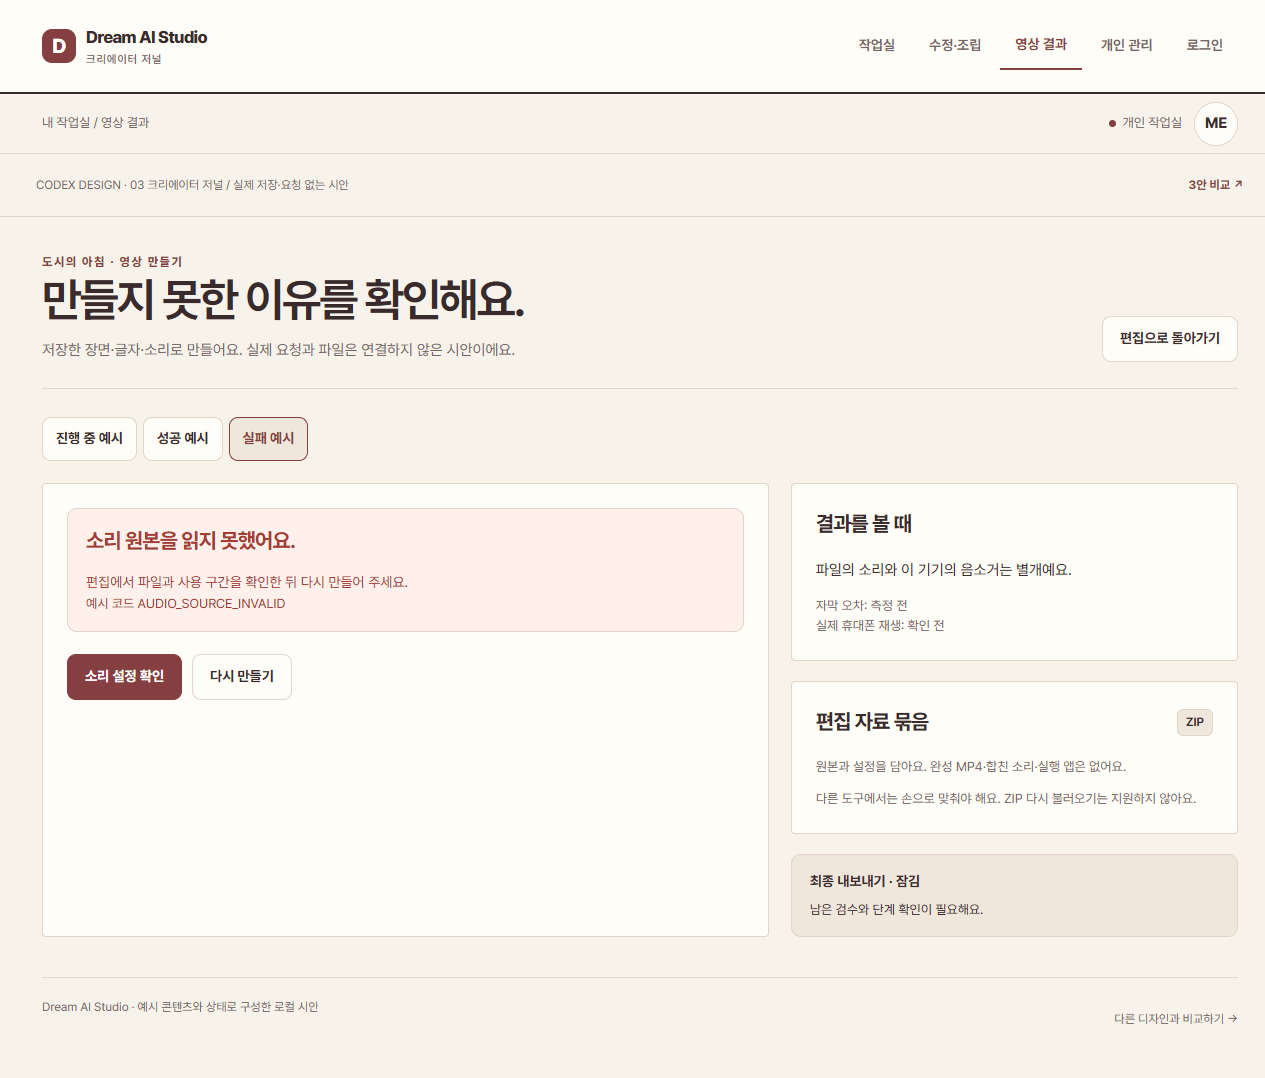 D
Dream AI Studio
크리에이터 저널
작업실 수정·조립 영상 결과 개인 관리 로그인
내 작업실 / 영상 결과
개인 작업실 ME
CODEX DESIGN · 03 크리에이터 저널 / 실제 저장·요청 없는 시안
3안 비교 ↗
도시의 아침 · 영상 만들기
만들지 못한 이유를 확인해요.
저장한 장면·글자·소리로 만들어요. 실제 요청과 파일은 연결하지 않은 시안이에요.
편집으로 돌아가기
진행 중 예시 성공 예시 실패 예시
소리 원본을 읽지 못했어요.
편집에서 파일과 사용 구간을 확인한 뒤 다시 만들어 주세요.
예시 코드 AUDIO_SOURCE_INVALID
소리 설정 확인 다시 만들기
결과를 볼 때
파일의 소리와 이 기기의 음소거는 별개예요.
자막 오차: 측정 전
실제 휴대폰 재생: 확인 전
편집 자료 묶음 ZIP
원본과 설정을 담아요. 완성 MP4·합친 소리·실행 앱은 없어요.
다른 도구에서는 손으로 맞춰야 해요. ZIP 다시 불러오기는 지원하지 않아요.
최종 내보내기 · 잠김
남은 검수와 단계 확인이 필요해요.
Dream AI Studio · 예시 콘텐츠와 상태로 구성한 로컬 시안
다른 디자인과 비교하기 →